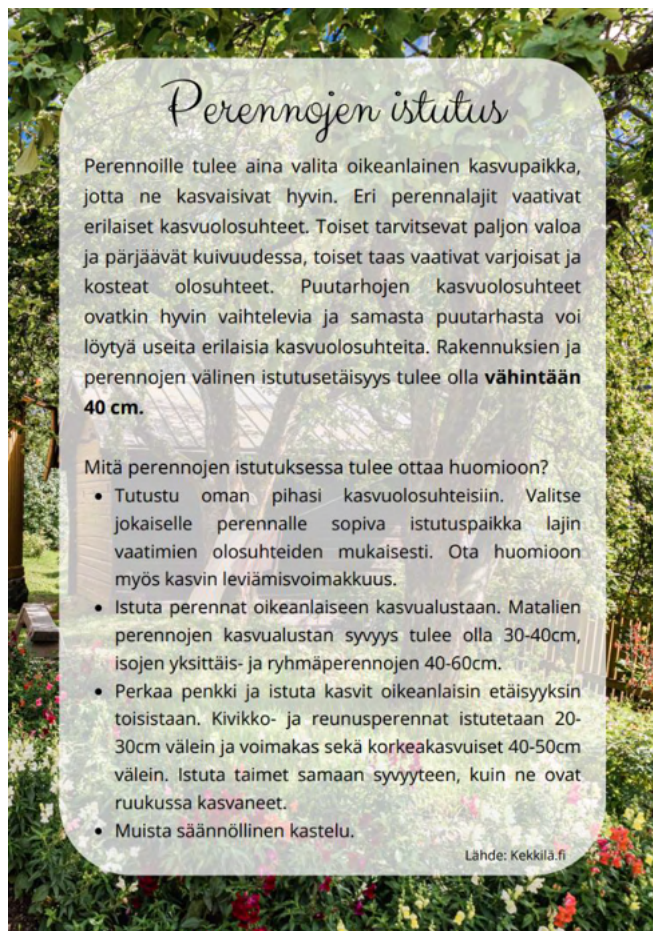 Perennojen istutus
Perennoille tulee aina valita oikeanlainen kasvupaikka,
jotta ne kasvaisivat hyvin. Eri perennalajit vaativat
erilaiset kasvuolosuhteet. Toiset tarvitsevat paljon valoa
ja pärjäävät kuivuudessa, toiset taas vaativat varjoisat ja
kosteat olosuhteet. Puutarhojen kasvuolosuhteet
ovatkin hyvin vaihtelevia ja samasta puutarhasta voi
löytyä useita erilaisia kasvuolosuhteita. Rakennuksien ja
perennojen välinen istutusetäisyys tulee olla vähintään
40 cm.
Mitä perennojen istutuksessa tulee ottaa huomioon?
• Tutustu oman pihasi kasvuolosuhteisiin. Valitse
jokaiselle perennalle sopiva istutuspaikka lajin
vaatimien olosuhteiden mukaisesti. Ota huomioon
myös kasvin leviämisvoimakkuus.
• Istuta perennat oikeanlaiseen kasvualustaan. Matalien
perennojen kasvualustan syvyys tulee olla 30-40cm,
isojen yksittäis- ja ryhmäperennojen 40-60cm.
• Perkaa penkki ja istuta kasvit oikeanlaisin etäisyyksin
toisistaan. Kivikko- ja reunusperennat istutetaan 20-
30cm välein ja voimakas sekä korkeakasvuiset 40-50cm
välein. Istuta taimet samaan syvyyteen, kuin ne ovat
ruukussa kasvaneet.
• Muista säännöllinen kastelu.
Lähde: Kekkilä.fi